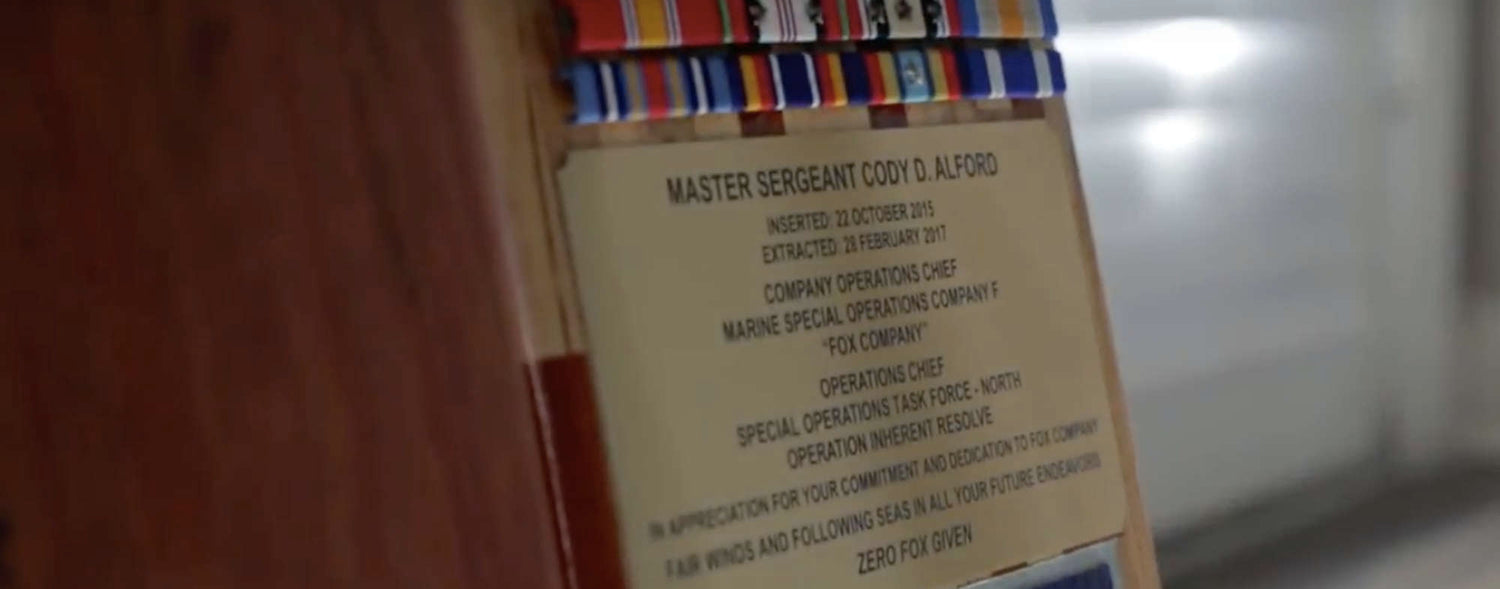 MASTER SERGEANT CODY D. ALFORD
INSERTED: 22 OCTOBER 2015
EXTRACTED: 28 FEBRUARY 2017
COMPANY OPERATIONS CHIEF
MARINE SPECIAL OPERATIONS COMPANY F
"FOX COMPANY"
OPERATIONS CHIEF
SPECIAL OPERATIONS TASK FORCE - NORTH
OPERATION INHERENT RESOLVE
IN APPRECIATION FOR YOUR COMMITMENT AND DEDICATION TO FOX COMPANY
FAIR WINDS AND FOLLOWING SEAS IN ALL YOUR FUTURE ENDEAVORS
ZERO FOX GIVEN